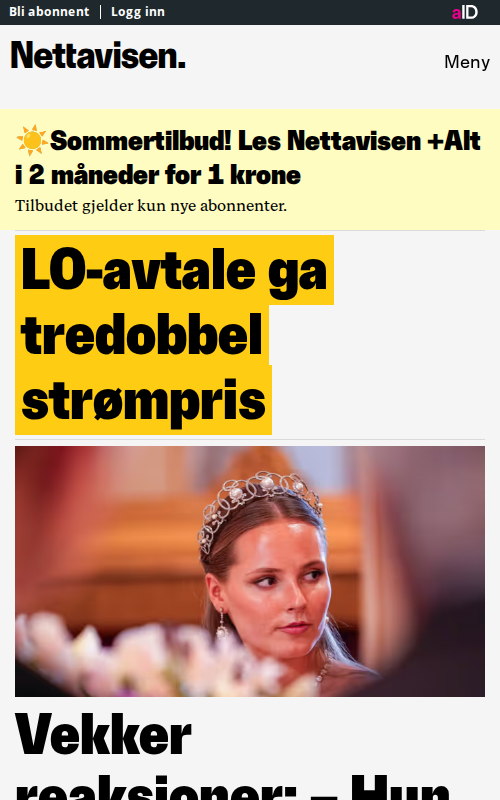 Bli abonnent
Logg inn
aID
Nettavisen.
Meny
☀️Sommertilbud! Les Nettavisen +Alt
i 2 måneder for 1 krone
Tilbudet gjelder kun nye abonnenter.
LO-avtale ga
tredobbel
strømpris
Vekker
reaksjoner: – Hun